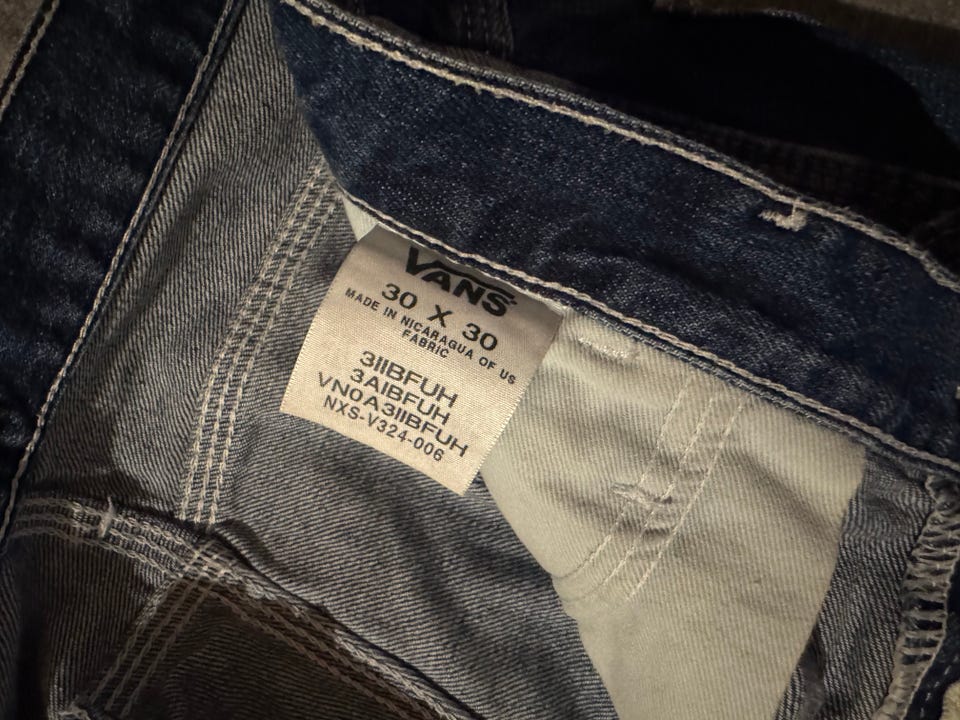 VANS
30 X 30
MADE IN NICARAGUA OF US
FABRIC
3IIBFUH
3AIBFUH
VN0A3IIBFUH
NXS-V324-006